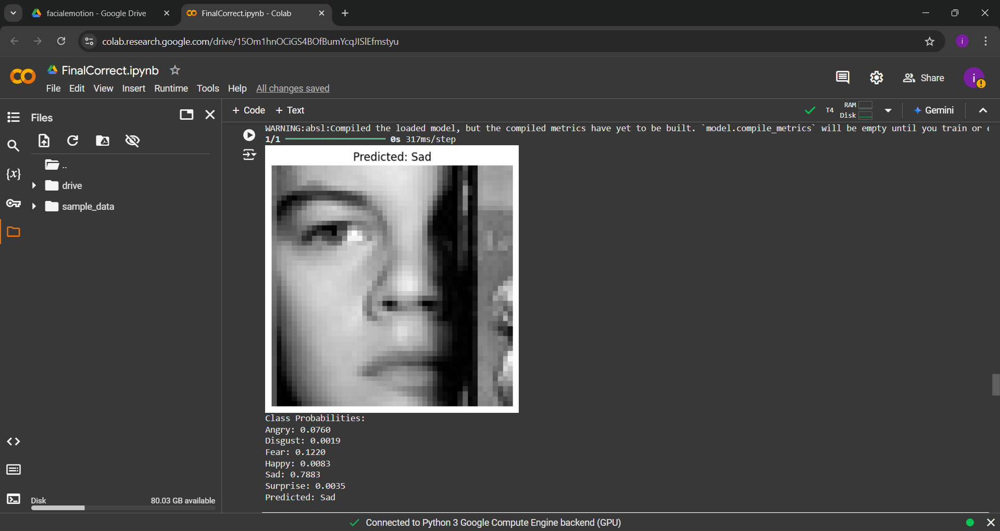 facialemotion - Google Drive
FinalCorrect.ipynb - Colab
colab.research.google.com/drive/15Om1hnOCiGS4BOfBumYcqJISlEfmstyu
i
FinalCorrect.ipynb
File Edit View Insert Runtime Tools Help All changes saved
Share
i
Files
+ Code + Text
T4
RAM
Disk
Gemini
..
drive
sample_data
{x}
WARNING:absl:Compiled the loaded model, but the compiled metrics have yet to be built. `model.compile_metrics` will be empty until you train or e
1/1 0s 317ms/step
Predicted: Sad
Class Probabilities:
Angry: 0.0760
Disgust: 0.0019
Fear: 0.1220
Happy: 0.0083
Sad: 0.7883
Surprise: 0.0035
Predicted: Sad
Disk 80.03 GB available
Connected to Python 3 Google Compute Engine backend (GPU)